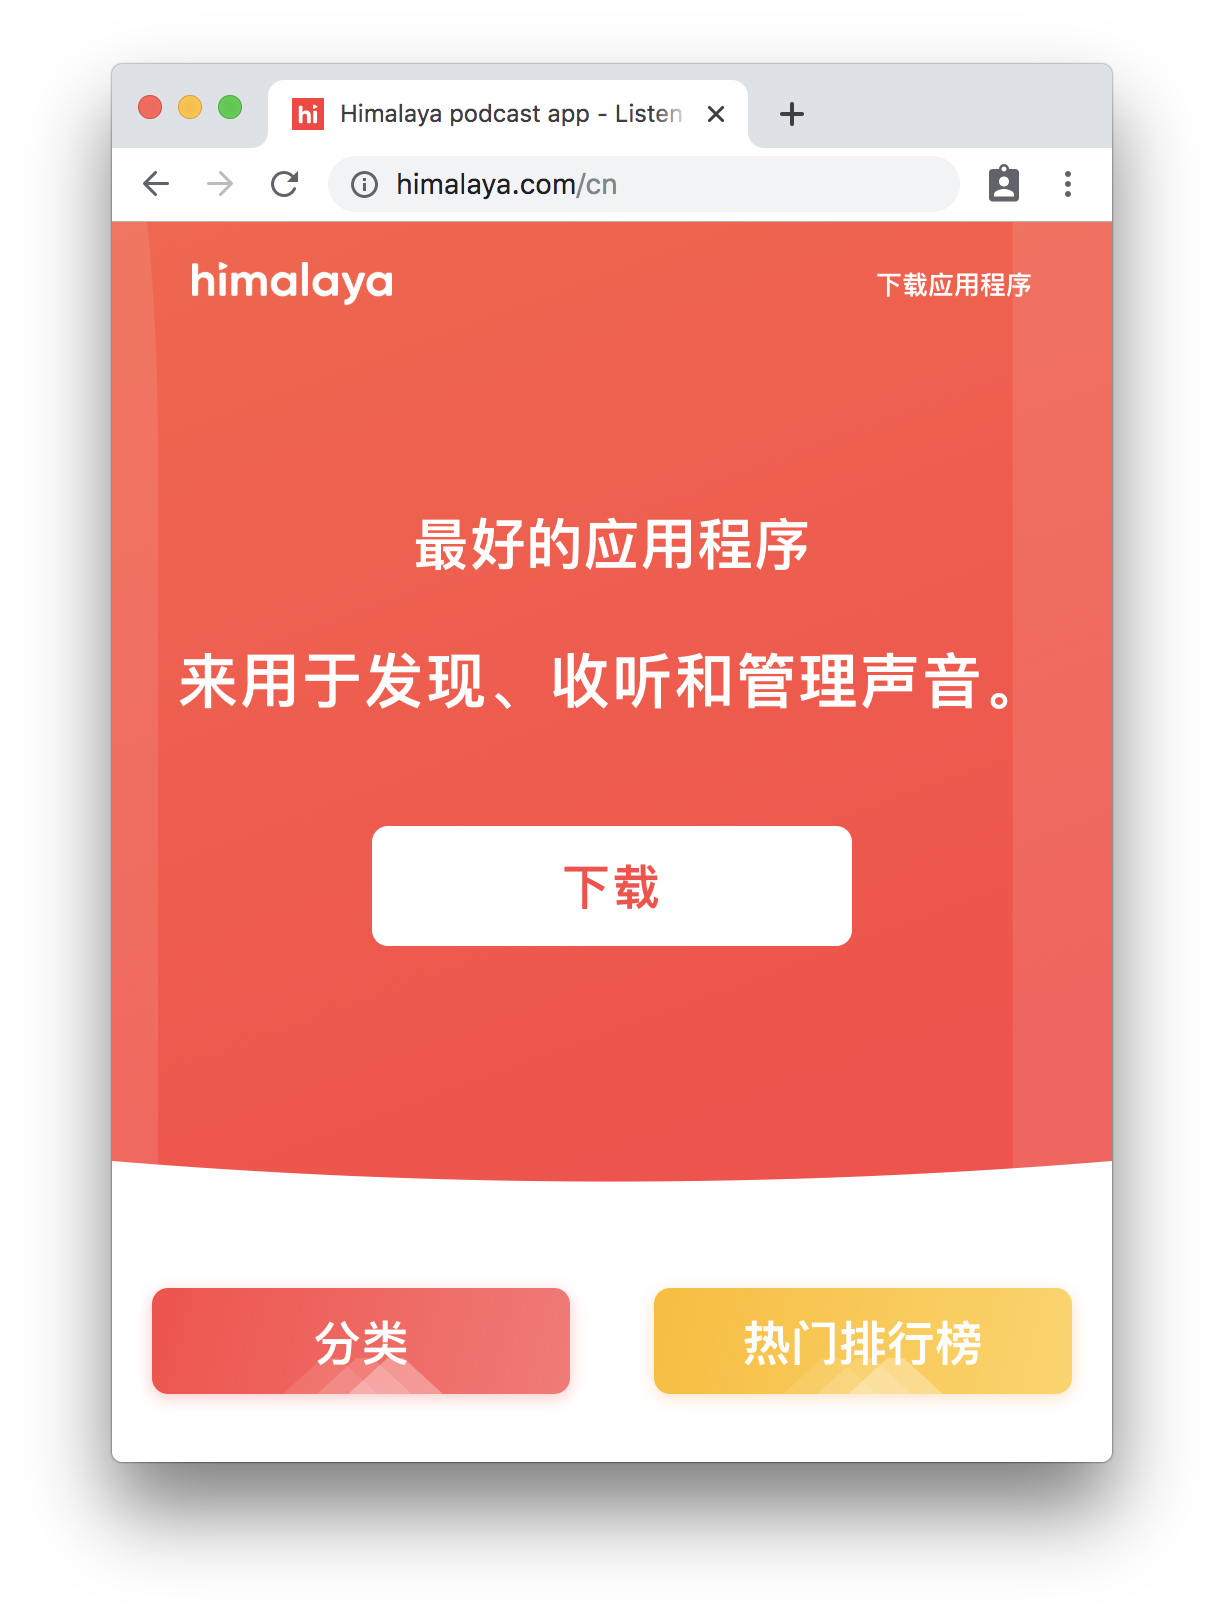 hi Himalaya podcast app - Listen
himalaya.com/cn
himalaya
下载应用程序
最好的应用程序
来用于发现、收听和管理声音。
下载
分类
热门排行榜